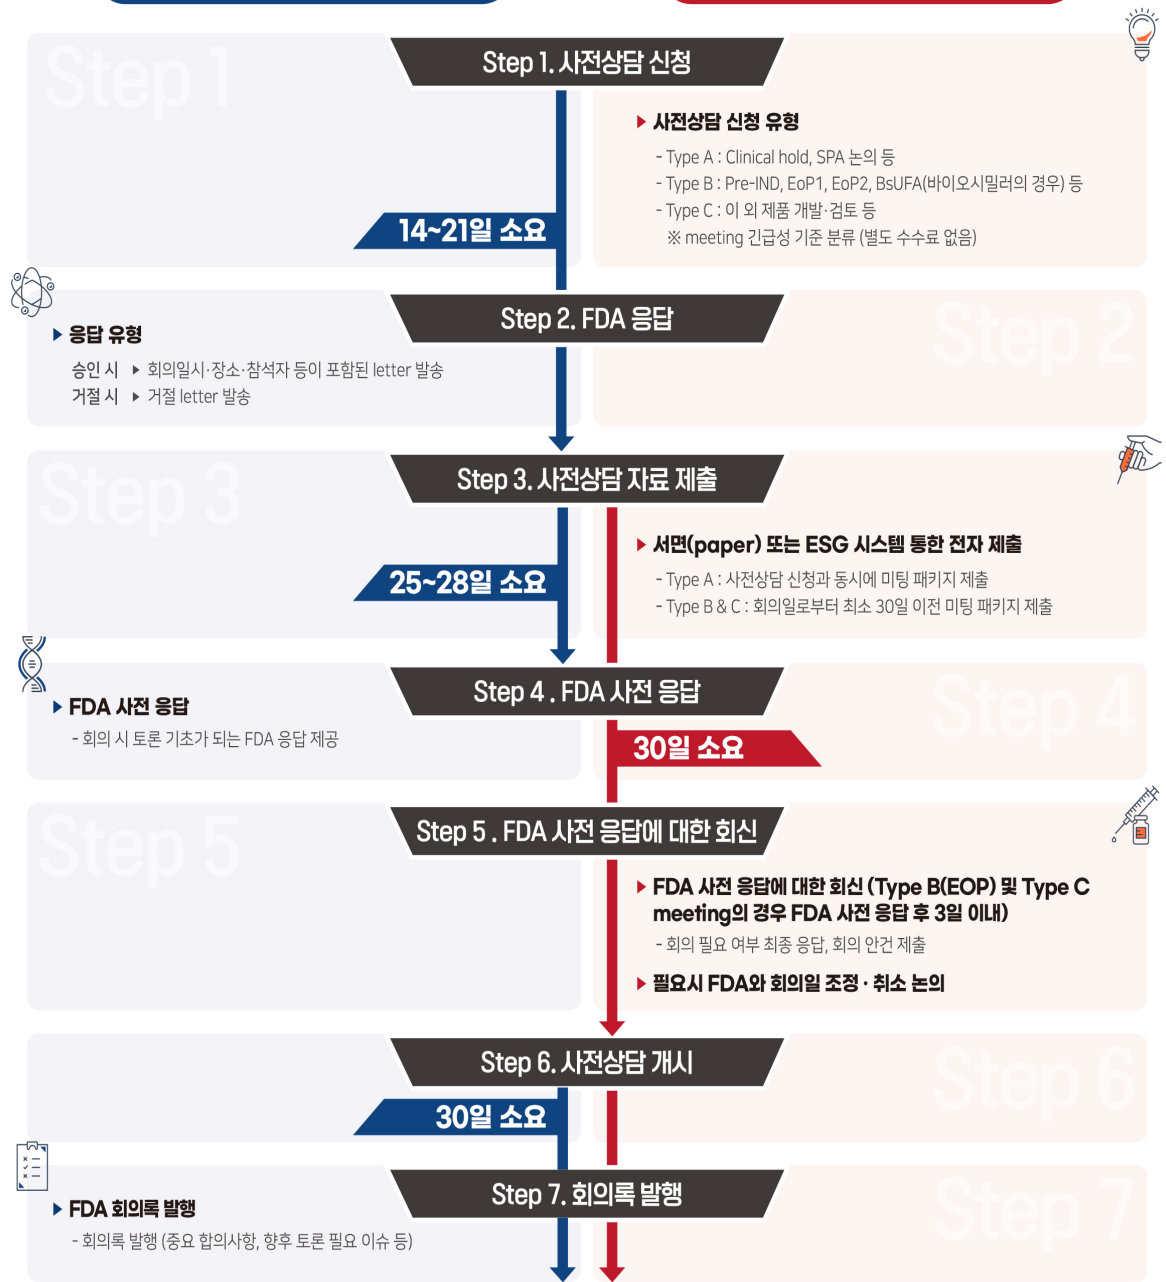 Step 1
Step 1. 사전상담 신청
▶ 사전상담 신청 유형
- Type A : Clinical hold, SPA 논의 등
- Type B : Pre-IND, EoP1, EoP2, BsUFA(바이오시밀러의 경우) 등
- Type C : 이 외 제품 개발·검토 등
※ meeting 긴급성 기준 분류 (별도 수수료 없음)
14~21일 소요
Step 2. FDA 응답
Step 2
▶ 응답 유형
승인 시 ▶ 회의일시·장소·참석자 등이 포함된 letter 발송
거절 시 ▶ 거절 letter 발송
Step 3
Step 3. 사전상담 자료 제출
▶ 서면(paper) 또는 ESG 시스템 통한 전자 제출
- Type A : 사전상담 신청과 동시에 미팅 패키지 제출
- Type B & C : 회의일로부터 최소 30일 이전 미팅 패키지 제출
25~28일 소요
Step 4 . FDA 사전 응답
Step 4
▶ FDA 사전 응답
- 회의 시 토론 기초가 되는 FDA 응답 제공
30일 소요
Step 5
Step 5 . FDA 사전 응답에 대한 회신
▶ FDA 사전 응답에 대한 회신 (Type B(EOP) 및 Type C
meeting의 경우 FDA 사전 응답 후 3일 이내)
- 회의 필요 여부 최종 응답, 회의 안건 제출
▶ 필요시 FDA와 회의일 조정 · 취소 논의
Step 6. 사전상담 개시
Step 6
30일 소요
Step 7. 회의록 발행
Step 7
▶ FDA 회의록 발행
- 회의록 발행 (중요 합의사항, 향후 토론 필요 이슈 등)